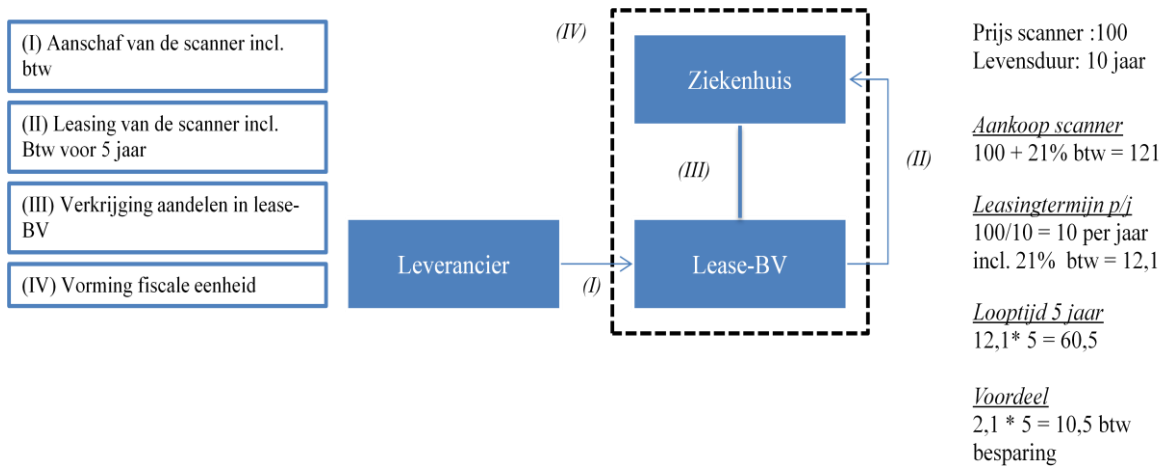 (I) Aanschaf van de scanner incl.
btw
(II) Leasing van de scanner incl.
Btw voor 5 jaar
(III) Verkrijging aandelen in lease-
BV
(IV) Vorming fiscale eenheid
(IV)
Ziekenhuis
(III)
(II)
Leverancier
(I)
Lease-BV
Prijs scanner :100
Levensduur: 10 jaar
Aankoop scanner
100 + 21% btw = 121
Leasingtermijn p/j
100/10 = 10 per jaar
incl. 21% btw = 12,1
Looptijd 5 jaar
12,1* 5 = 60,5
Voordeel
2,1 * 5 = 10,5 btw
besparing